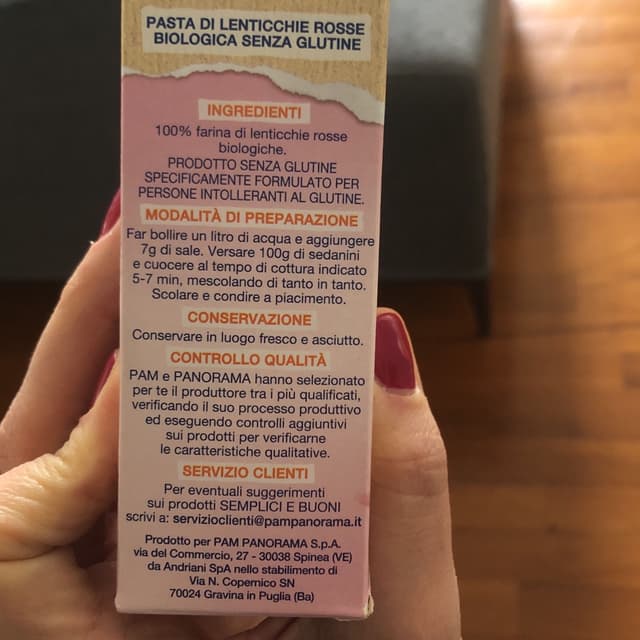 PASTA DI LENTICCHIE ROSSE
BIOLOGICA SENZA GLUTINE
INGREDIENTI
100% farina di lenticchie rosse
biologiche.
PRODOTTO SENZA GLUTINE
SPECIFICAMENTE FORMULATO PER
PERSONE INTOLLERANTI AL GLUTINE.
MODALITÀ DI PREPARAZIONE
Far bollire un litro di acqua e aggiungere
7g di sale. Versare 100g di sedanini
e cuocere al tempo di cottura indicato
5-7 min, mescolando di tanto in tanto.
Scolare e condire a piacimento.
CONSERVAZIONE
Conservare in luogo fresco e asciutto.
CONTROLLO QUALITÀ
PAM e PANORAMA hanno selezionato
per te il produttore tra i più qualificati,
verificando il suo processo produttivo
ed eseguendo controlli aggiuntivi
sui prodotti per verificarne
le caratteristiche qualitative.
SERVIZIO CLIENTI
Per eventuali suggerimenti
sui prodotti SEMPLICI E BUONI
scrivi a: servizioclienti@pampanorama.it
Prodotto per PAM PANORAMA S.p.A.
via del Commercio, 27 - 30038 Spinea (VE)
da Andriani SpA nello stabilimento di
Via N. Copernico SN
70024 Gravina in Puglia (Ba)